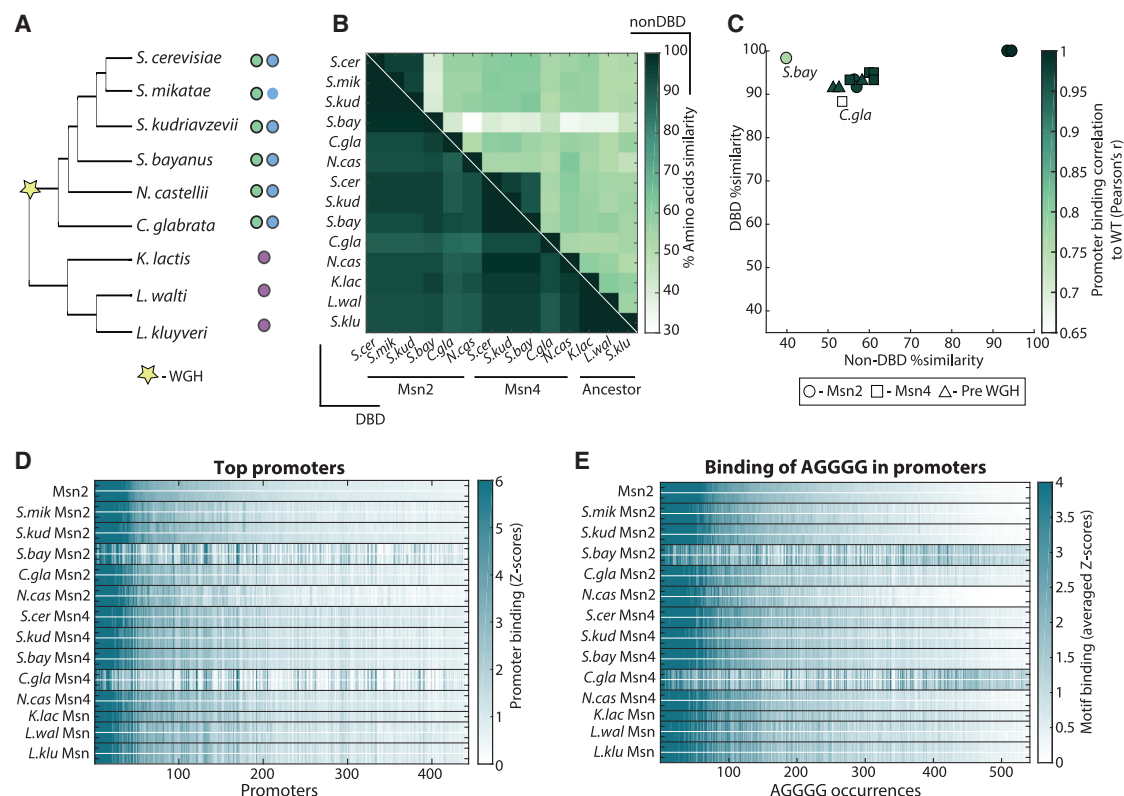 A
S. cerevisiae
S. mikatae
S. kudriavzevii
S. bayanus
N. castellii
C. glabrata
K. lactis
L. walti
L. kluyveri
- WGH
B
nonDBD
S.cer
S.mik
S.kud
S.bay
C.gla
N.cas
S.cer
S.kud
S.bay
C.gla
N.cas
K.lac
L.wal
S.klu
S.cer
S.mik
S.kud
S.bay
C.gla
N.cas
S.cer
S.kud
S.bay
C.gla
N.cas
K.lac
L.wal
S.klu
Msn2 Msn4 Ancestor
DBD
100
90
80
70
60
50
40
30
% Amino acids similarity
C
DBD %similarity
100
90
80
70
60
50
40
S.bay
C.gla
40 50 60 70 80 90 100
Non-DBD %similarity
- Msn2 - Msn4 - Pre WGH
1
0.95
0.9
0.85
0.8
0.75
0.7
0.65
Promoter binding correlation
to WT (Pearson's r)
D
Top promoters
Msn2
S.mik Msn2
S.kud Msn2
S.bay Msn2
C.gla Msn2
N.cas Msn2
S.cer Msn4
S.kud Msn4
S.bay Msn4
C.gla Msn4
N.cas Msn4
K.lac Msn
L.wal Msn
L.klu Msn
100 200 300 400
Promoters
6
5
4
3
2
1
0
Promoter binding (Z-scores)
E
Binding of AGGGG in promoters
Msn2
S.mik Msn2
S.kud Msn2
S.bay Msn2
C.gla Msn2
N.cas Msn2
S.cer Msn4
S.kud Msn4
S.bay Msn4
C.gla Msn4
N.cas Msn4
K.lac Msn
L.wal Msn
L.klu Msn
100 200 300 400 500
AGGGG occurrences
4
3.5
3
2.5
2
1.5
1
0.5
0
Motif binding (averaged Z-scores)